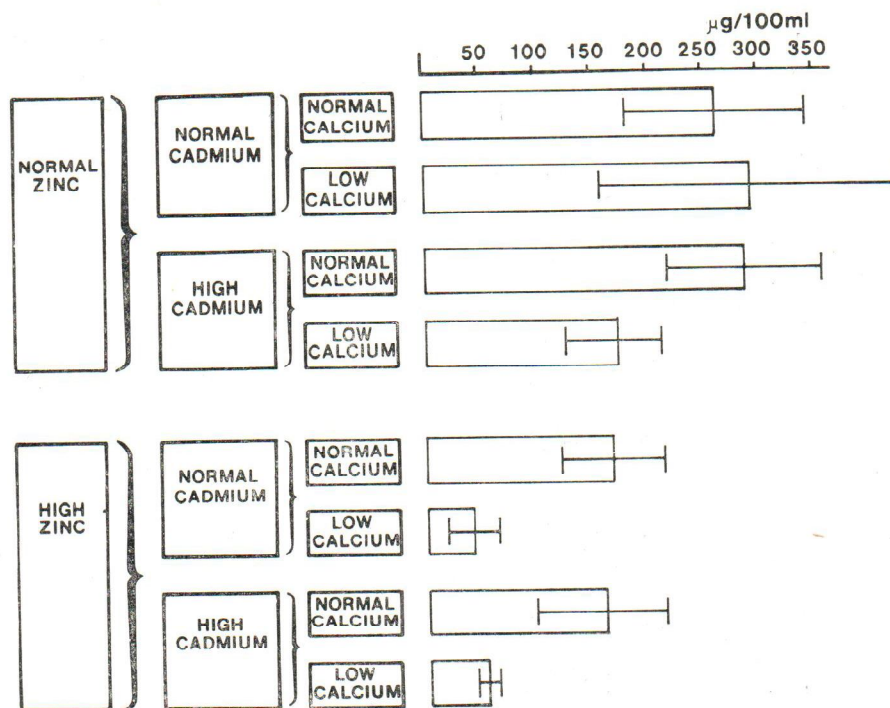 μg/100ml
50 100 150 200 250 300 350
NORMAL
ZINC
NORMAL
CADMIUM
NORMAL
CALCIUM
LOW
CALCIUM
HIGH
CADMIUM
NORMAL
CALCIUM
LOW
CALCIUM
HIGH
ZINC
NORMAL
CADMIUM
NORMAL
CALCIUM
LOW
CALCIUM
HIGH
CADMIUM
NORMAL
CALCIUM
LOW
CALCIUM